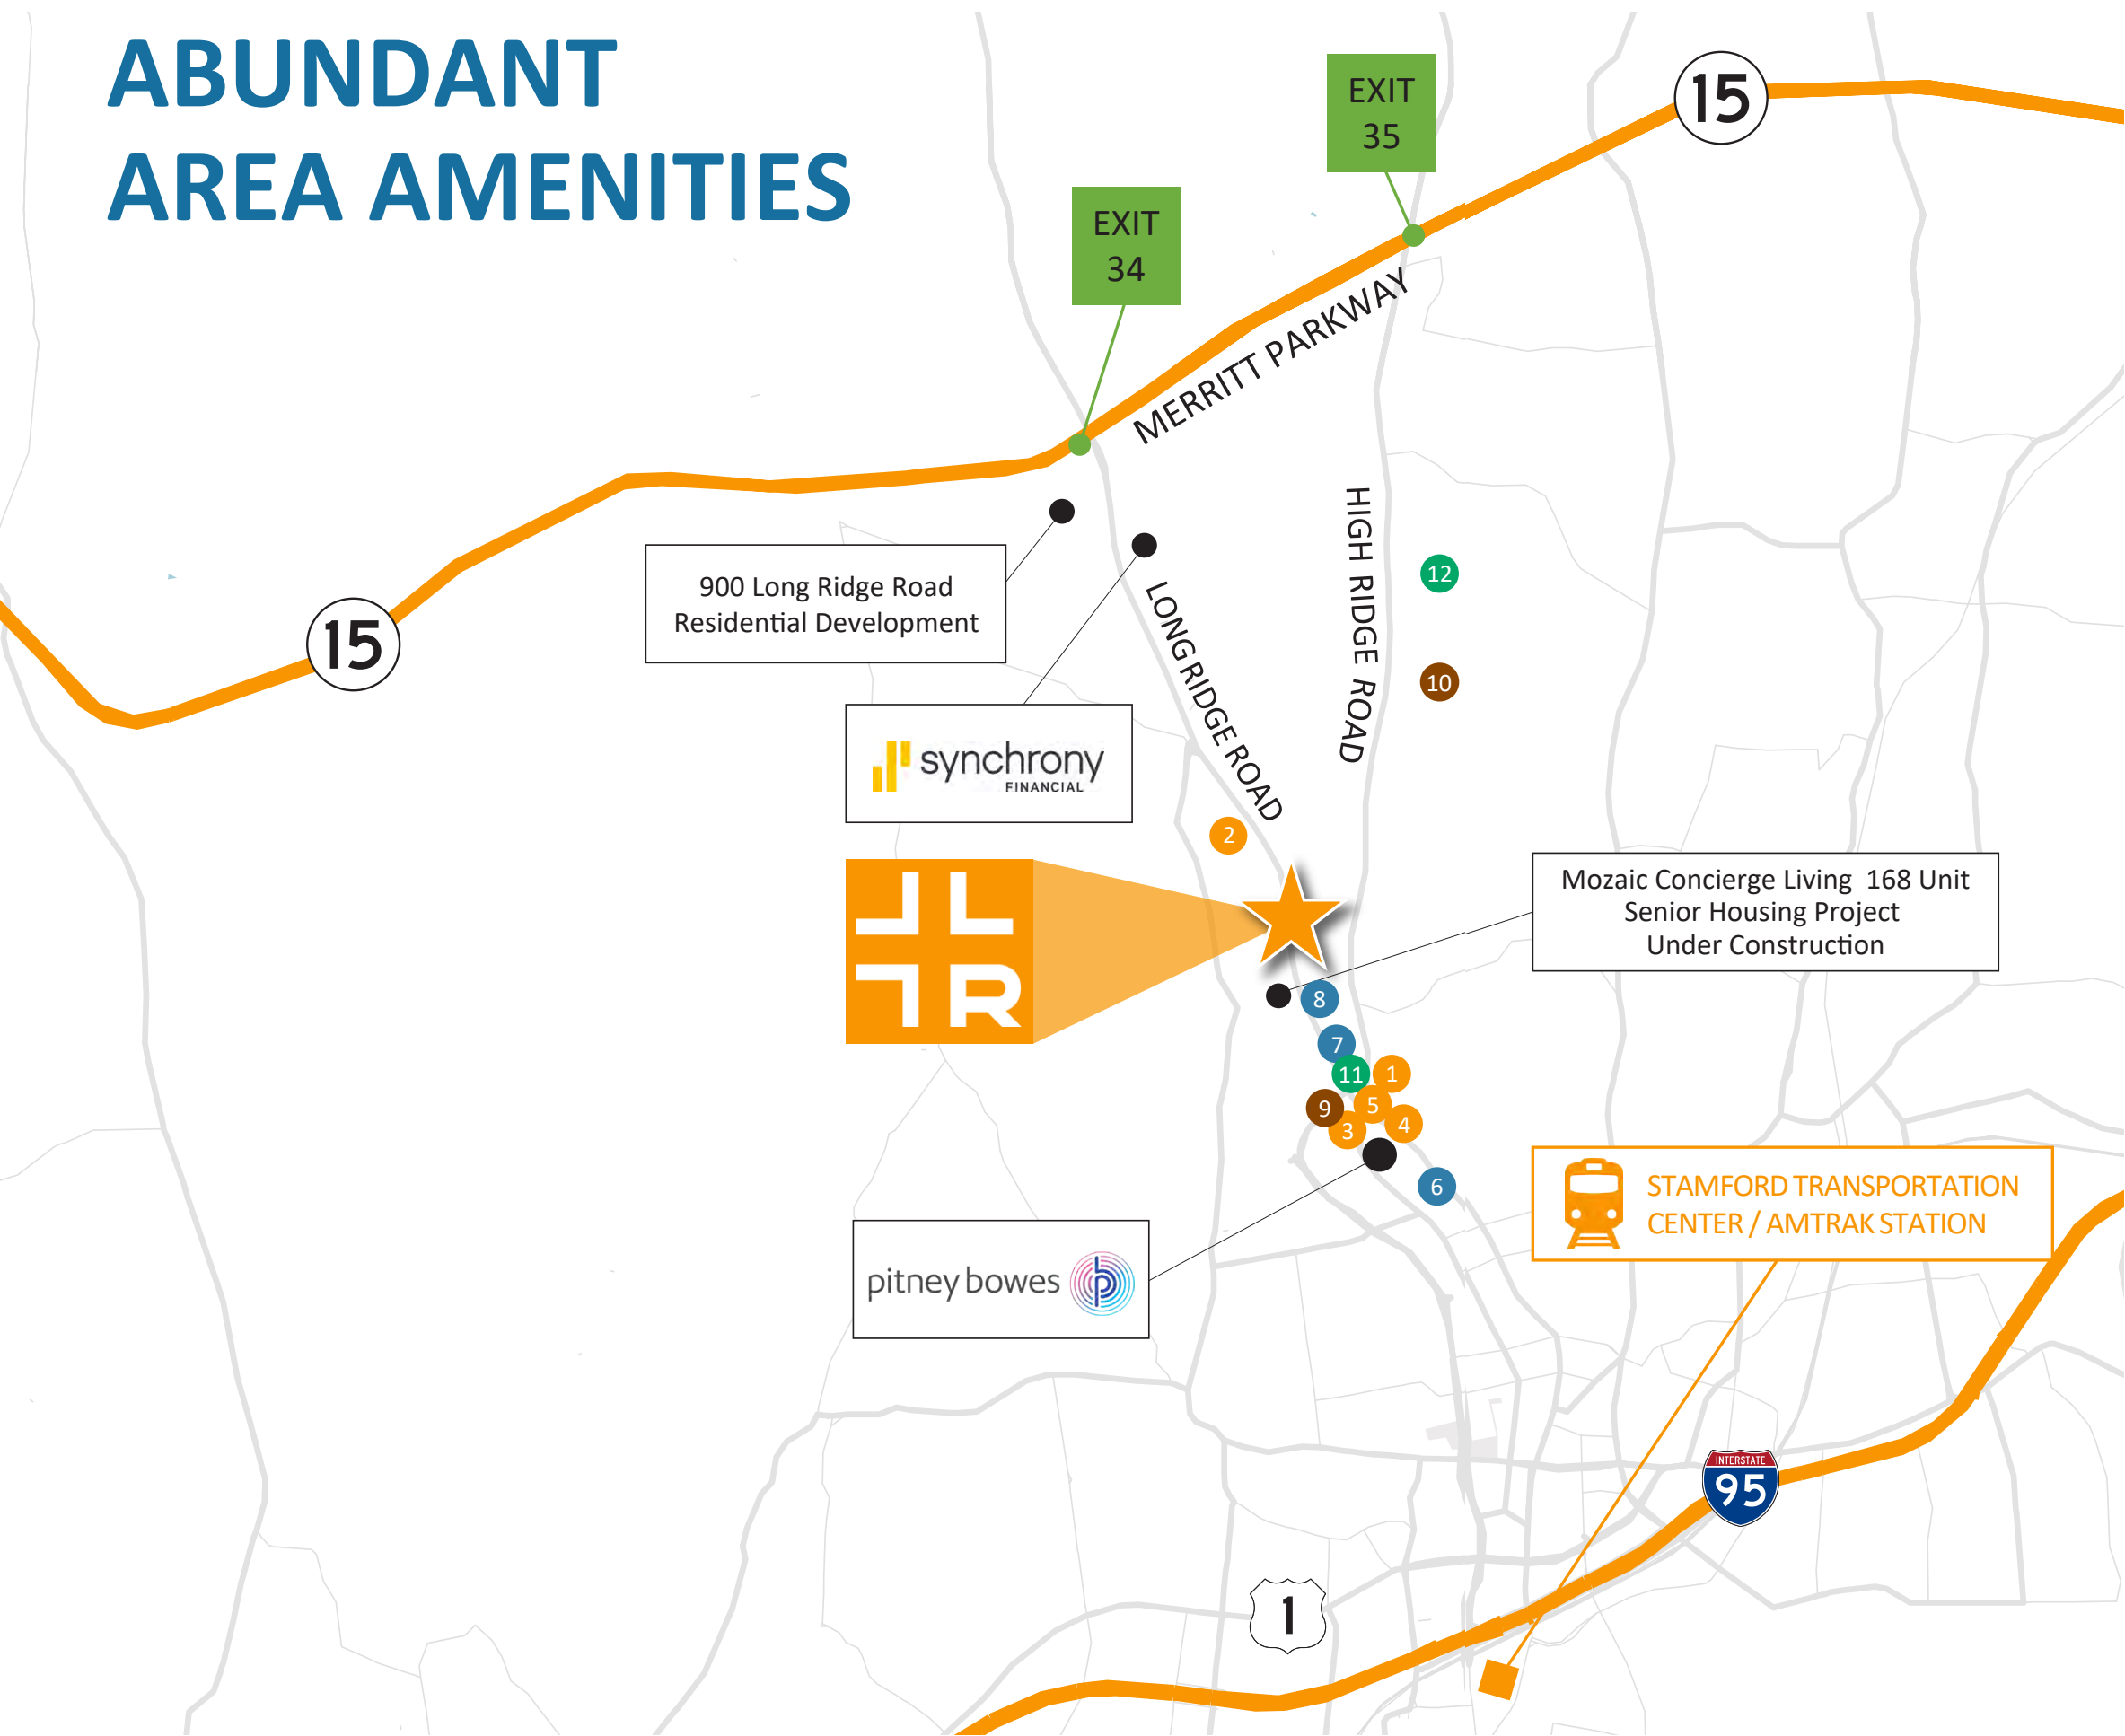 ABUNDANT
AREA AMENITIES
EXIT
35
15
EXIT
34
MERRITT PARKWAY
HIGH RIDGE ROAD
12
900 Long Ridge Road
Residential Development
LONG RIDGE ROAD
15
10
synchrony
FINANCIAL
2
Mozaic Concierge Living 168 Unit
Senior Housing Project
Under Construction
L
R
8
7
11
1
9
5
3
4
6
STAMFORD TRANSPORTATION
CENTER / AMTRAK STATION
pitney bowes
INTERSTATE
95
1